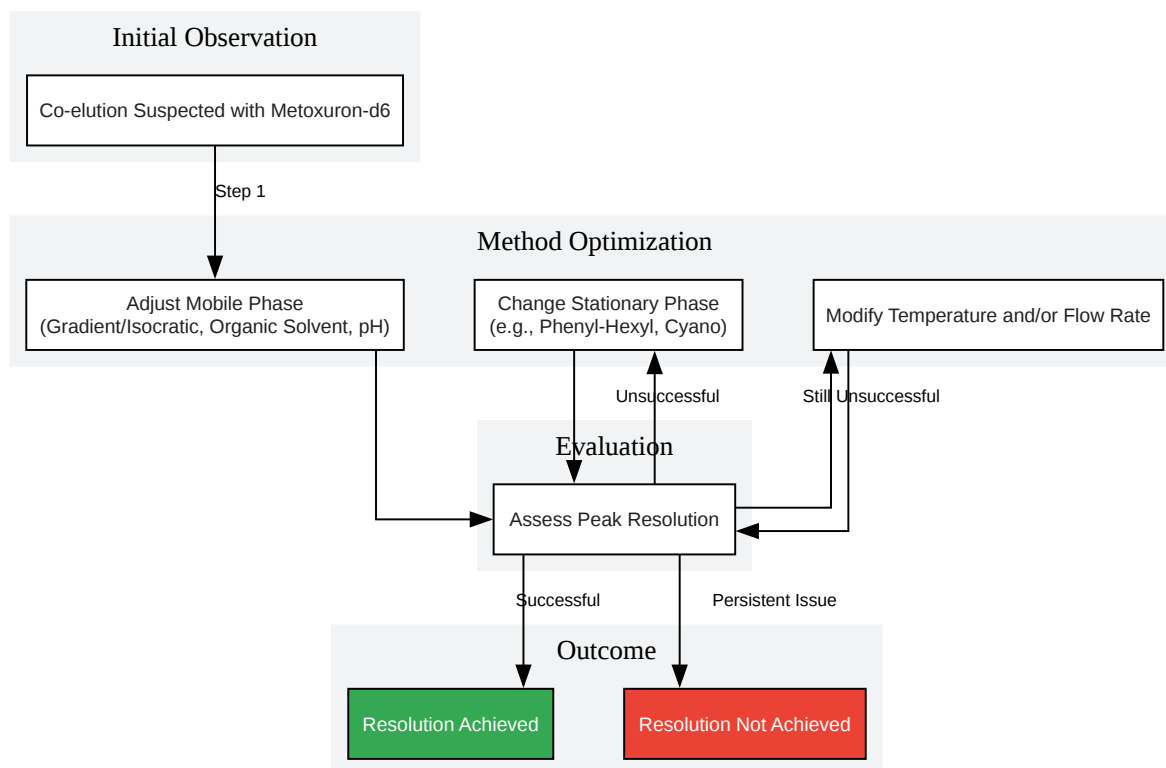 Initial Observation
Co-elution Suspected with Metoxuron-d6
Step 1
Method Optimization
Adjust Mobile Phase
(Gradient/Isocratic, Organic Solvent, pH)
Change Stationary Phase
(e.g., Phenyl-Hexyl, Cyano)
Modify Temperature and/or Flow Rate
Unsuccessful
Still Unsuccessful
Evaluation
Assess Peak Resolution
Successful
Persistent Issue
Outcome
Resolution Achieved
Resolution Not Achieved